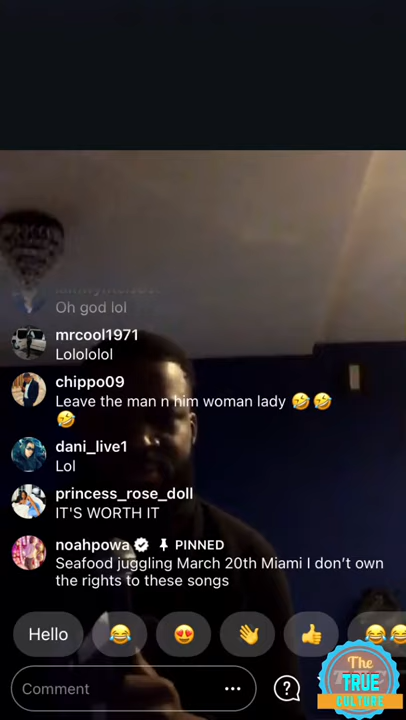 Oh god lol
mrcool1971
Lolololol
chippo09
Leave the man n him woman lady 🤣🤣
🤣
dani_live1
Lol
princess_rose_doll
IT'S WORTH IT
noahpowa PINNED
Seafood juggling March 20th Miami I don't own
the rights to these songs
Hello
Comment
The
TRUE
CULTURE